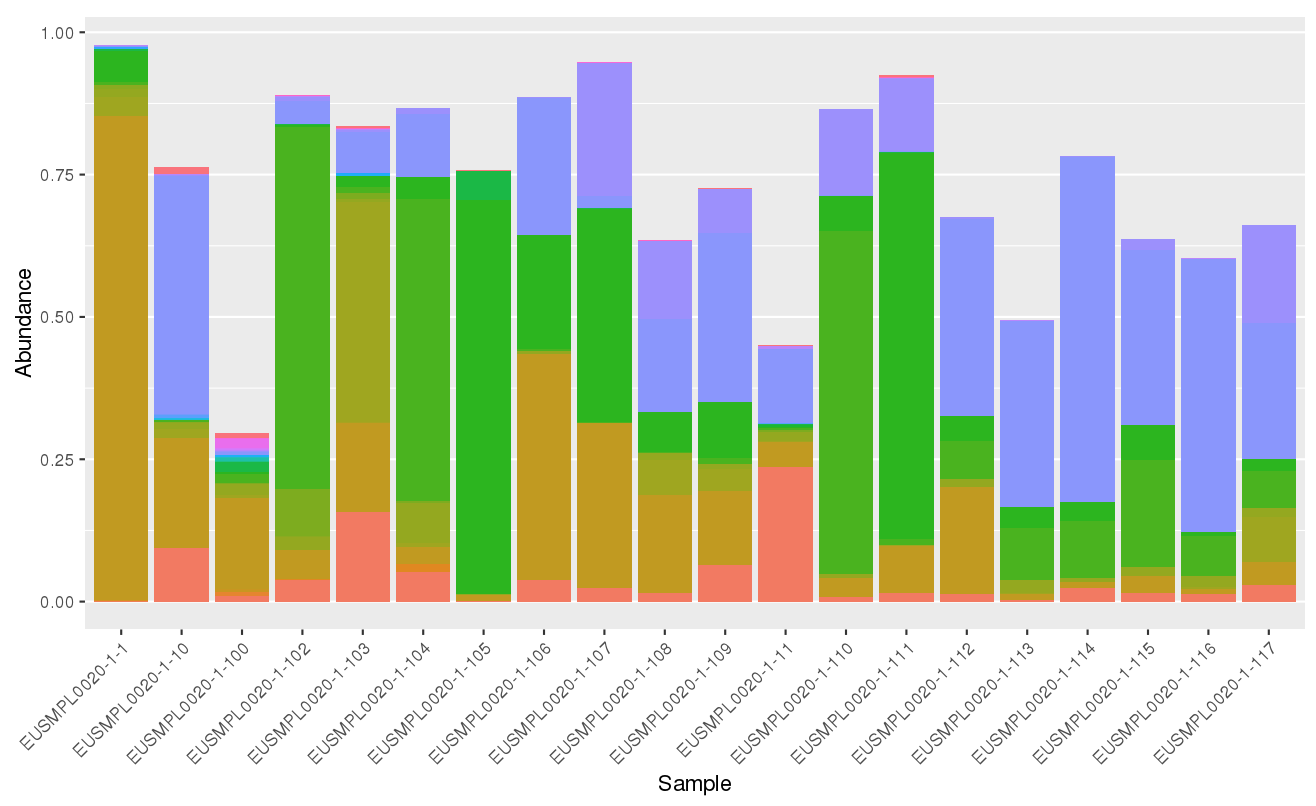 1.00
0.75
0.50
0.25
0.00
Abundance
EUSMPL0020-1-1
EUSMPL0020-1-10
EUSMPL0020-1-100
EUSMPL0020-1-102
EUSMPL0020-1-103
EUSMPL0020-1-104
EUSMPL0020-1-105
EUSMPL0020-1-106
EUSMPL0020-1-107
EUSMPL0020-1-108
EUSMPL0020-1-109
EUSMPL0020-1-11
EUSMPL0020-1-110
EUSMPL0020-1-111
EUSMPL0020-1-112
EUSMPL0020-1-113
EUSMPL0020-1-114
EUSMPL0020-1-115
EUSMPL0020-1-116
EUSMPL0020-1-117
Sample